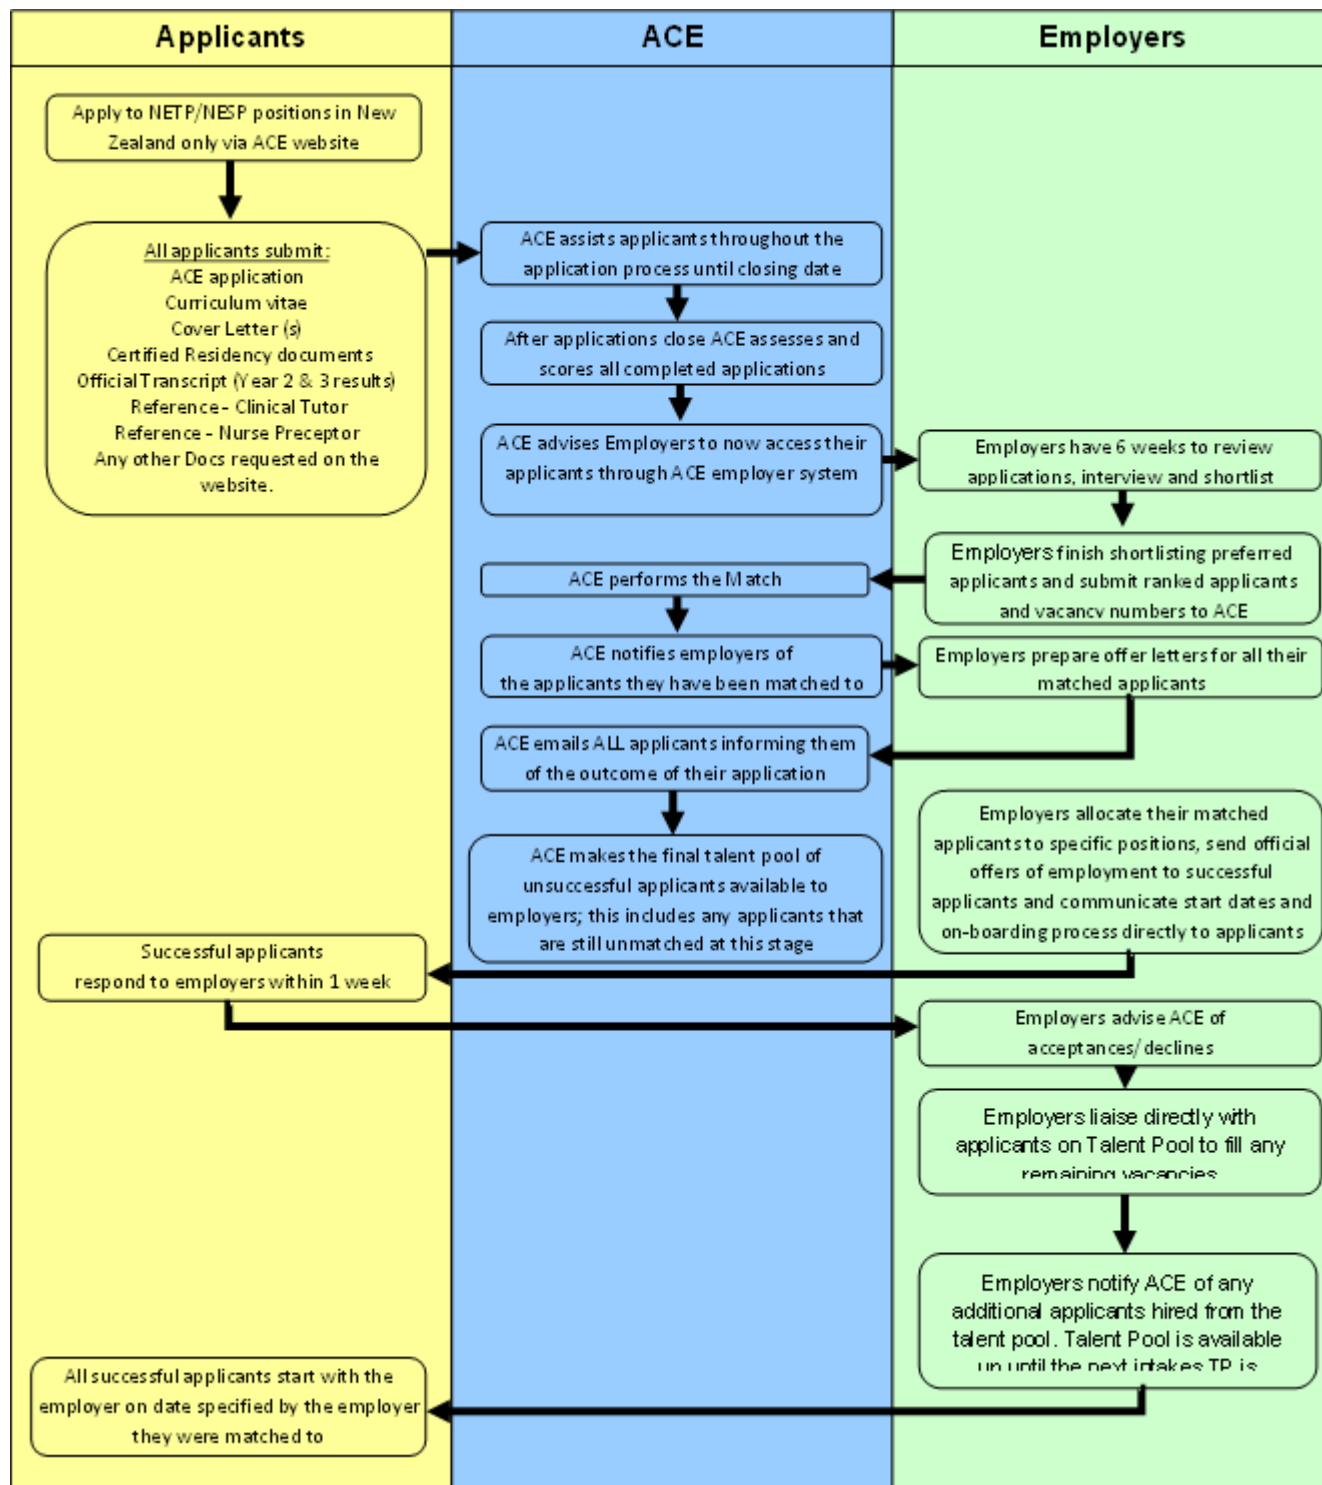 Applicants
ACE
Employers
Apply to NETP/NESP positions in New
Zealand only via ACE website
All applicants submit:
ACE application
Curriculum vitae
Cover Letter (s)
Certified Residency documents
Official Transcript (Year 2 & 3 results)
Reference - Clinical Tutor
Reference - Nurse Preceptor
Any other Docs requested on the
website.
ACE assists applicants throughout the
application process until closing date
After applications close ACE assesses and
scores all completed applications
ACE advises Employers to now access their
applicants through ACE employer system
Employers have 6 weeks to review
applications, interview and shortlist
Employers finish shortlisting preferred
applicants and submit ranked applicants
and vacancy numbers to ACE
ACE performs the Match
ACE notifies employers of
the applicants they have been matched to
Employers prepare offer letters for all their
matched applicants
ACE emails ALL applicants informing them
of the outcome of their application
ACE makes the final talent pool of
unsuccessful applicants available to
employers; this includes any applicants that
are still unmatched at this stage
Employers allocate their matched
applicants to specific positions, send official
offers of employment to successful
applicants and communicate start dates and
on-boarding process directly to applicants
Successful applicants
respond to employers within 1 week
Employers advise ACE of
acceptances/ declines
Employers liaise directly with
applicants on Talent Pool to fill any
remaining vacancies
Employers notify ACE of any
additional applicants hired from the
talent pool. Talent Pool is available
up until the next intakes TP is
All successful applicants start with the
employer on date specified by the employer
they were matched to